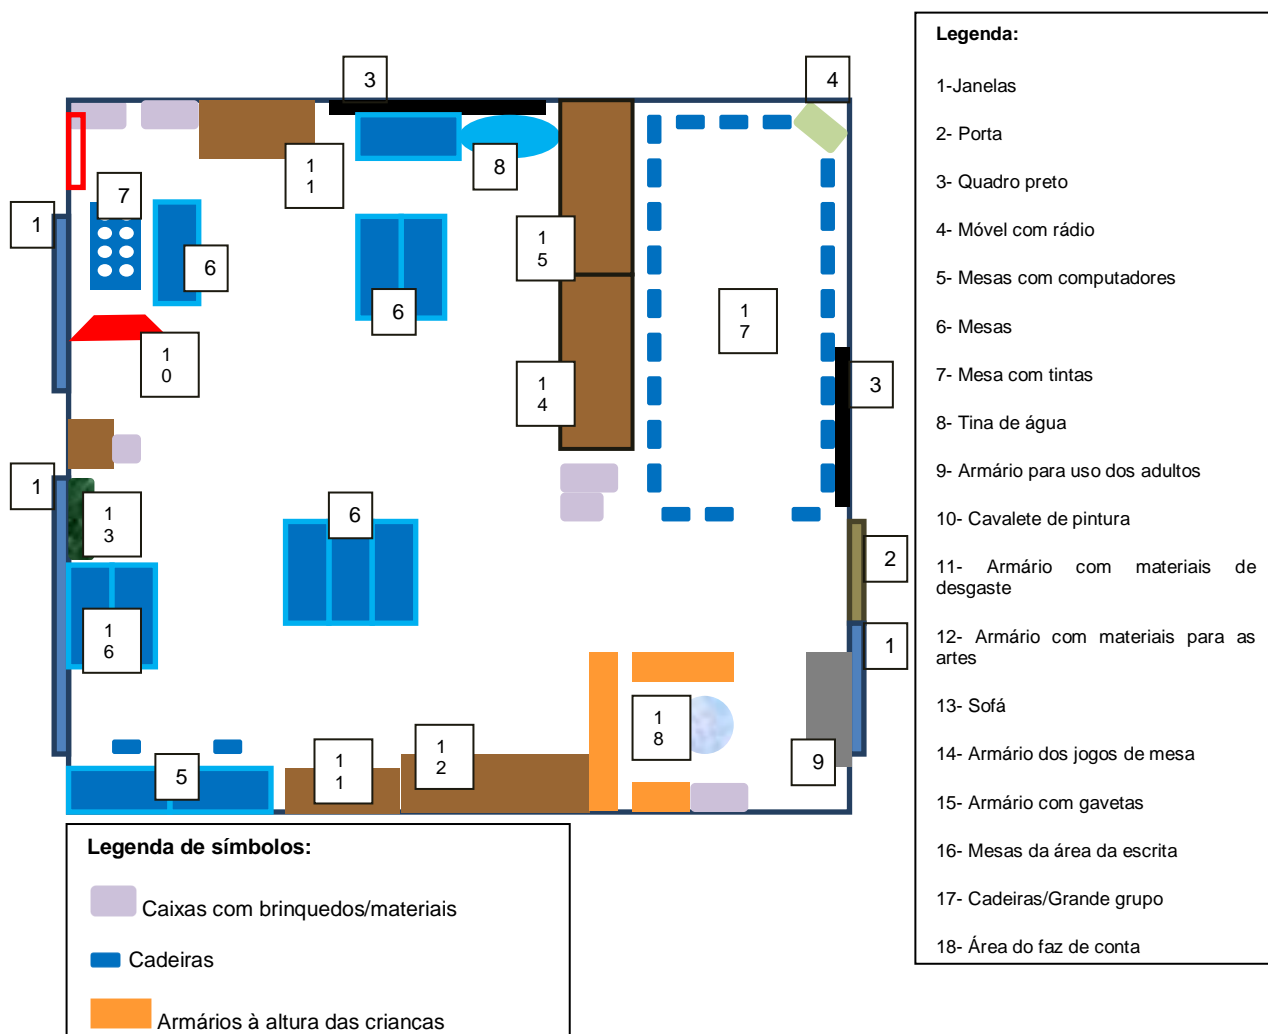 3
4
Legenda:
1-Janelas
2- Porta
3- Quadro preto
4- Móvel com rádio
5- Mesas com computadores
6- Mesas
7- Mesa com tintas
8- Tina de água
9- Armário para uso dos adultos
10- Cavalete de pintura
11- Armário com materiais de
desgaste
12- Armário com materiais para as
artes
13- Sofá
14- Armário dos jogos de mesa
15- Armário com gavetas
16- Mesas da área da escrita
17- Cadeiras/Grande grupo
18- Área do faz de conta
1
1
8
7
1
6
1
5
6
1
7
1
0
1
4
3
1
1
3
6
2
1
6
1
1
8
5
1
1
1
2
9
Legenda de símbolos:
Caixas com brinquedos/materiais
Cadeiras
Armários à altura das crianças